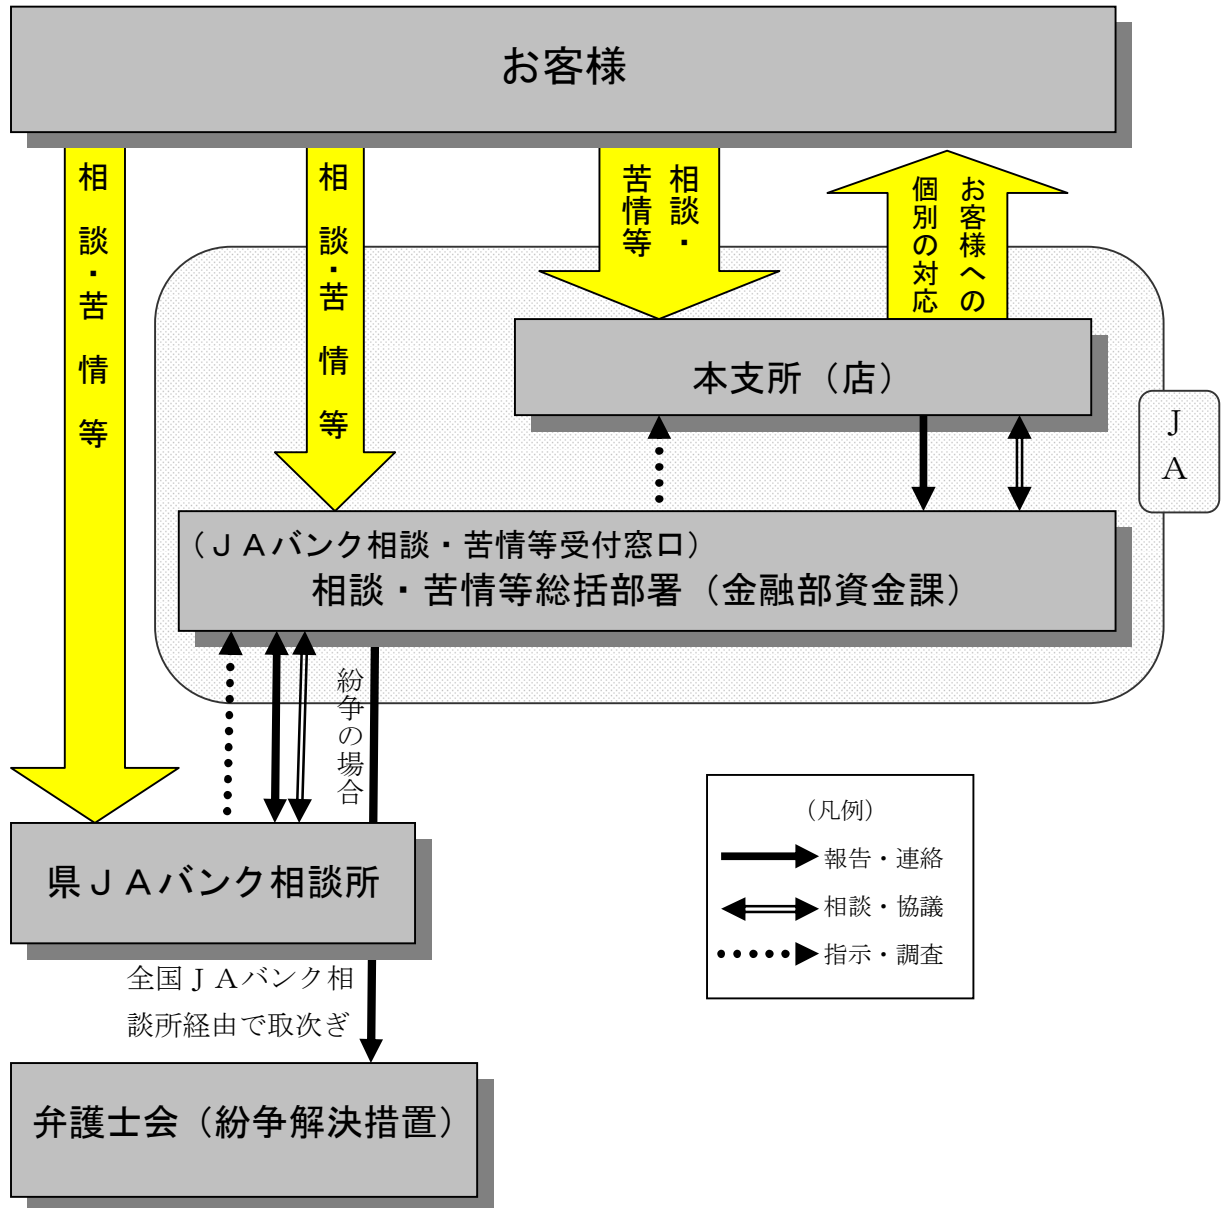 お客様
相談・苦情等
相談・苦情等
相談・
苦情等
お客様への
個別の対応
本支所（店）
ＪＡ
（ＪＡバンク相談・苦情等受付窓口）
相談・苦情等総括部署（金融部資金課）
紛争の場合
（凡例）
報告・連絡
相談・協議
指示・調査
県ＪＡバンク相談所
全国ＪＡバンク相
談所経由で取次ぎ
弁護士会（紛争解決措置）